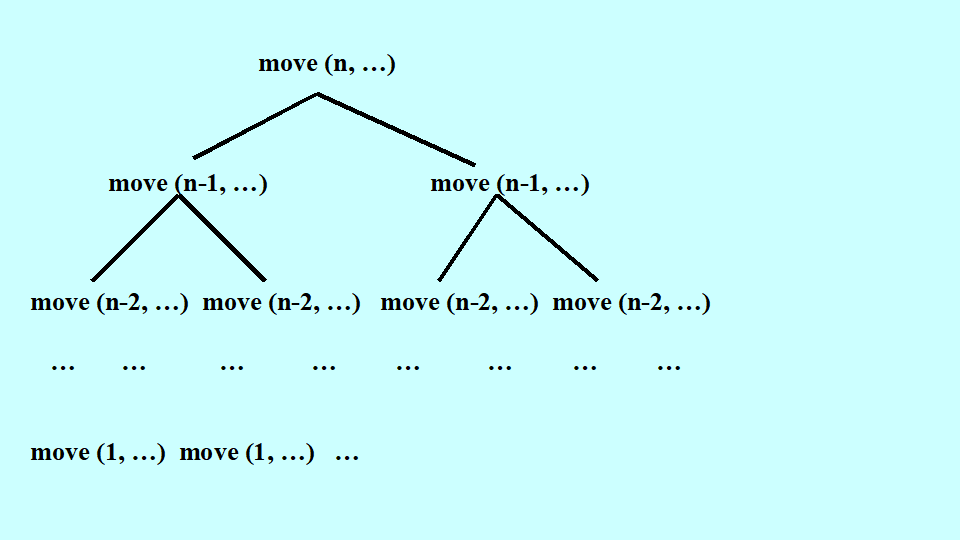 move (n, …)
move (n-1, …) move (n-1, …)
move (n-2, …) move (n-2, …) move (n-2, …) move (n-2, …)
… … … … … … … …
move (1, …) move (1, …) …